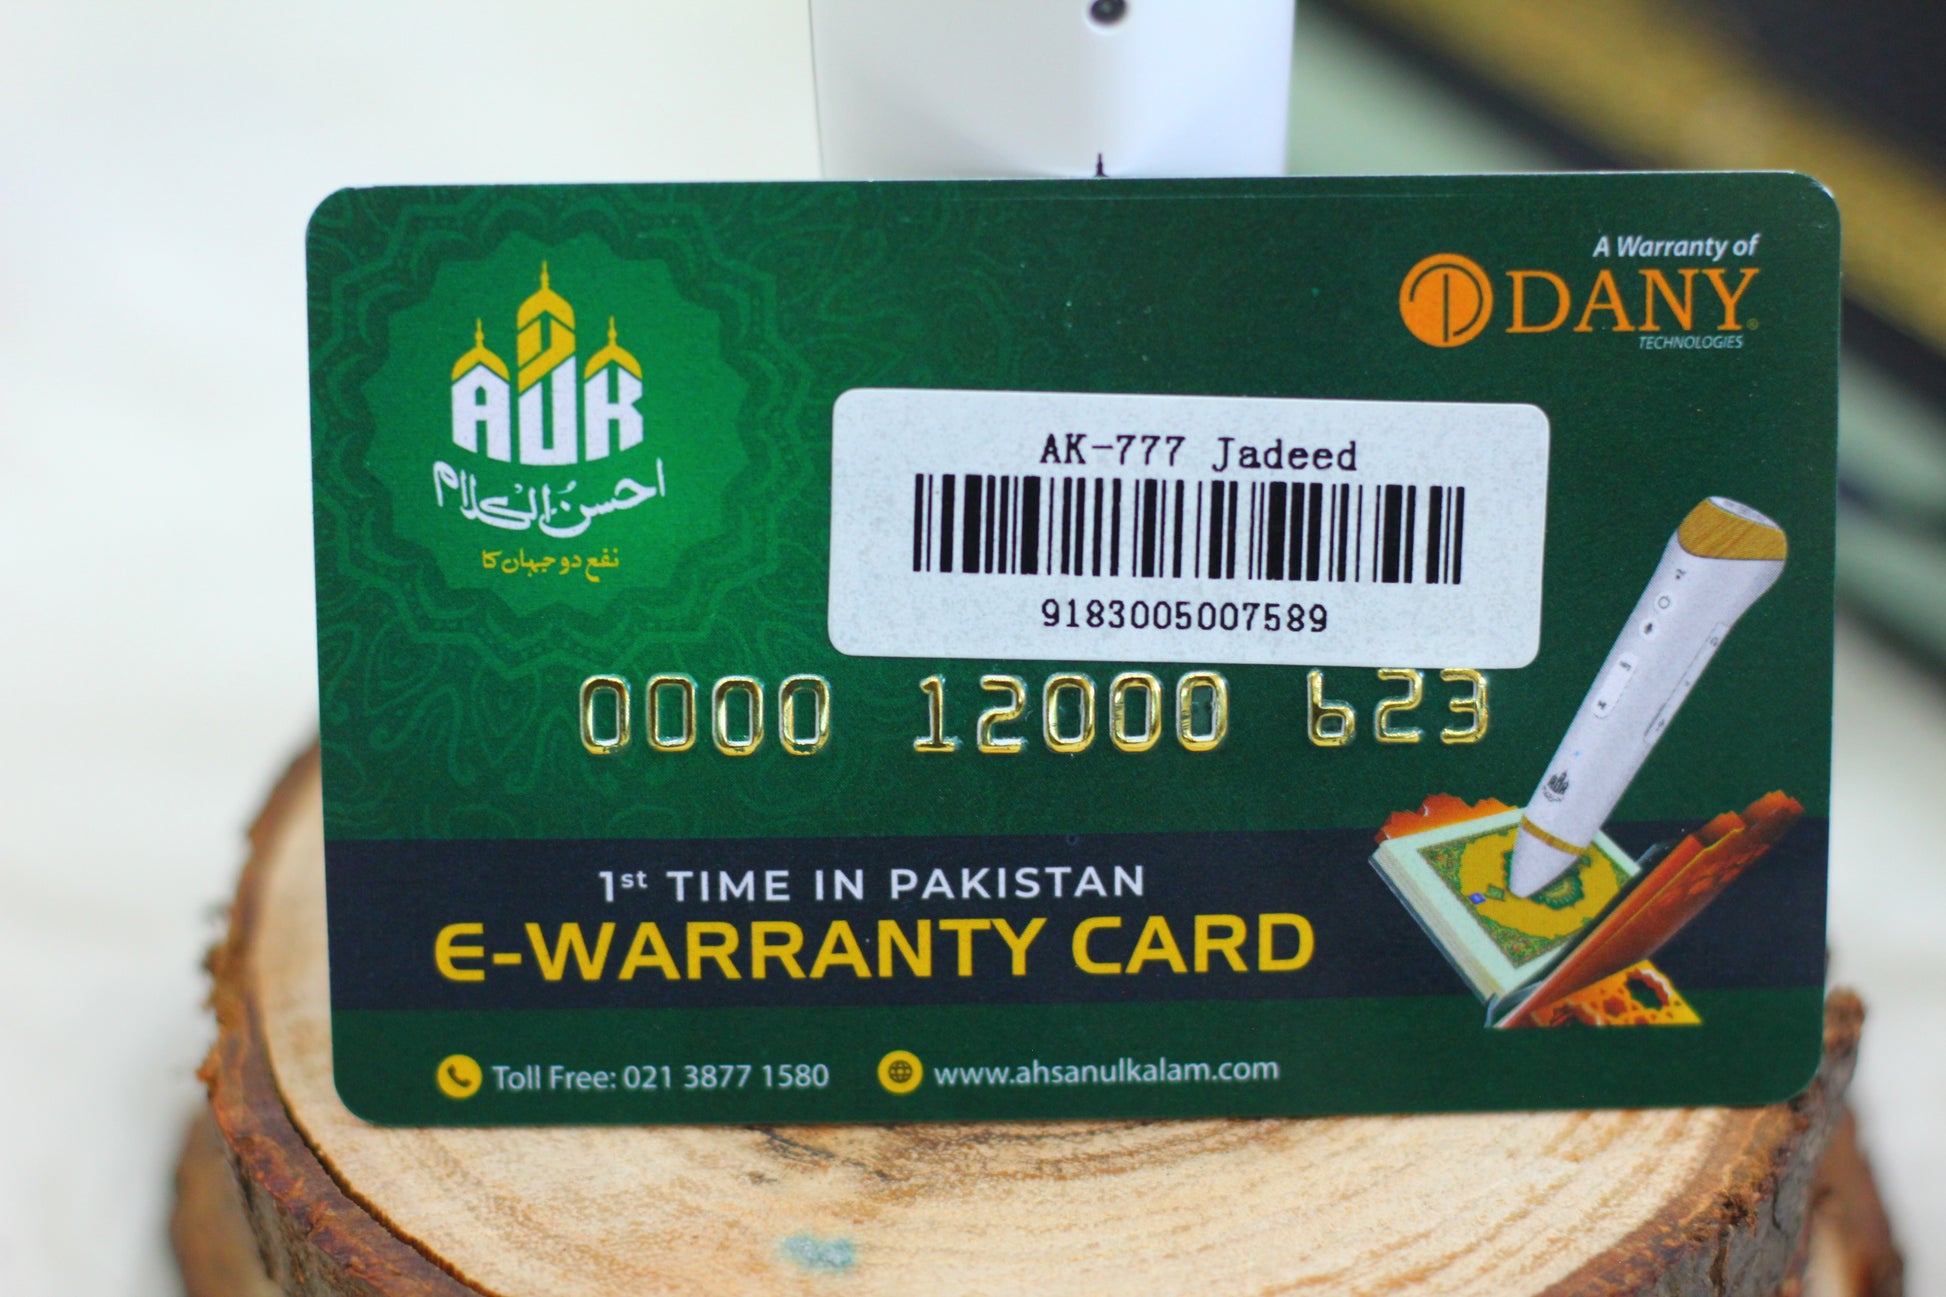 AUK
احسن الکلام
نفع دو جہان کا
A Warranty of
DANY
TECHNOLOGIES
AK-777 Jadeed
9183005007589
0000 12000 623
1st TIME IN PAKISTAN
E-WARRANTY CARD
Toll Free: 021 3877 1580
www.ahsanulkalam.com